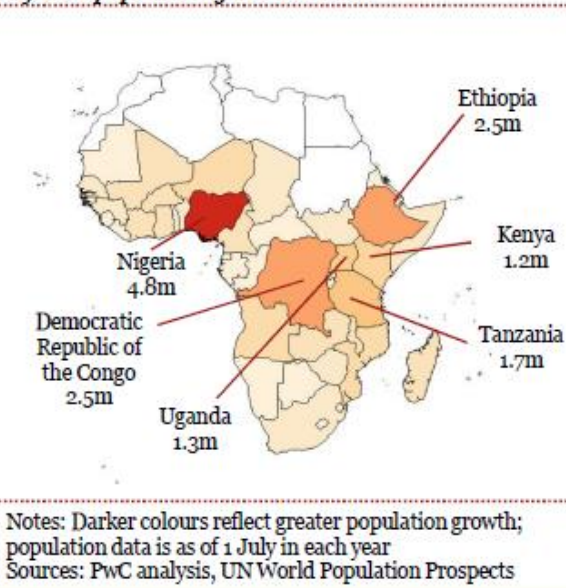 Ethiopia
2.5m
Kenya
1.2m
Nigeria
4.8m
Democratic
Republic of
the Congo
2.5m
Tanzania
1.7m
Uganda
1.3m
Notes: Darker colours reflect greater population growth;
population data is as of 1 July in each year
Sources: PwC analysis, UN World Population Prospects